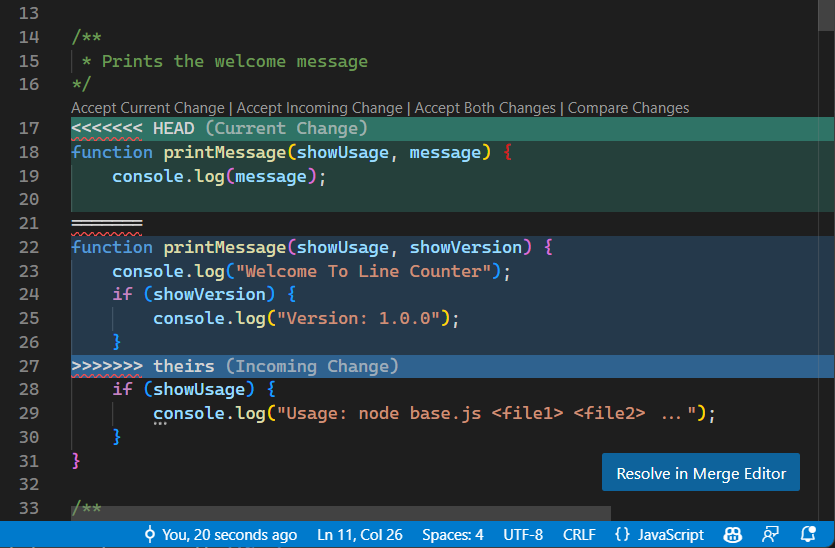 13
14 /**
15  * Prints the welcome message
16 */
Accept Current Change | Accept Incoming Change | Accept Both Changes | Compare Changes
17 <<<<<<< HEAD (Current Change)
18 function printMessage(showUsage, message) {
19     console.log(message);
20
21 =======
22 function printMessage(showUsage, showVersion) {
23     console.log("Welcome To Line Counter");
24     if (showVersion) {
25         console.log("Version: 1.0.0");
26     }
27 >>>>>>> theirs (Incoming Change)
28     if (showUsage) {
29         console.log("Usage: node base.js <file1> <file2> ...");
30     }
31 }
32
Resolve in Merge Editor
33 /**
You, 20 seconds ago Ln 11, Col 26 Spaces: 4 UTF-8 CRLF {} JavaScript